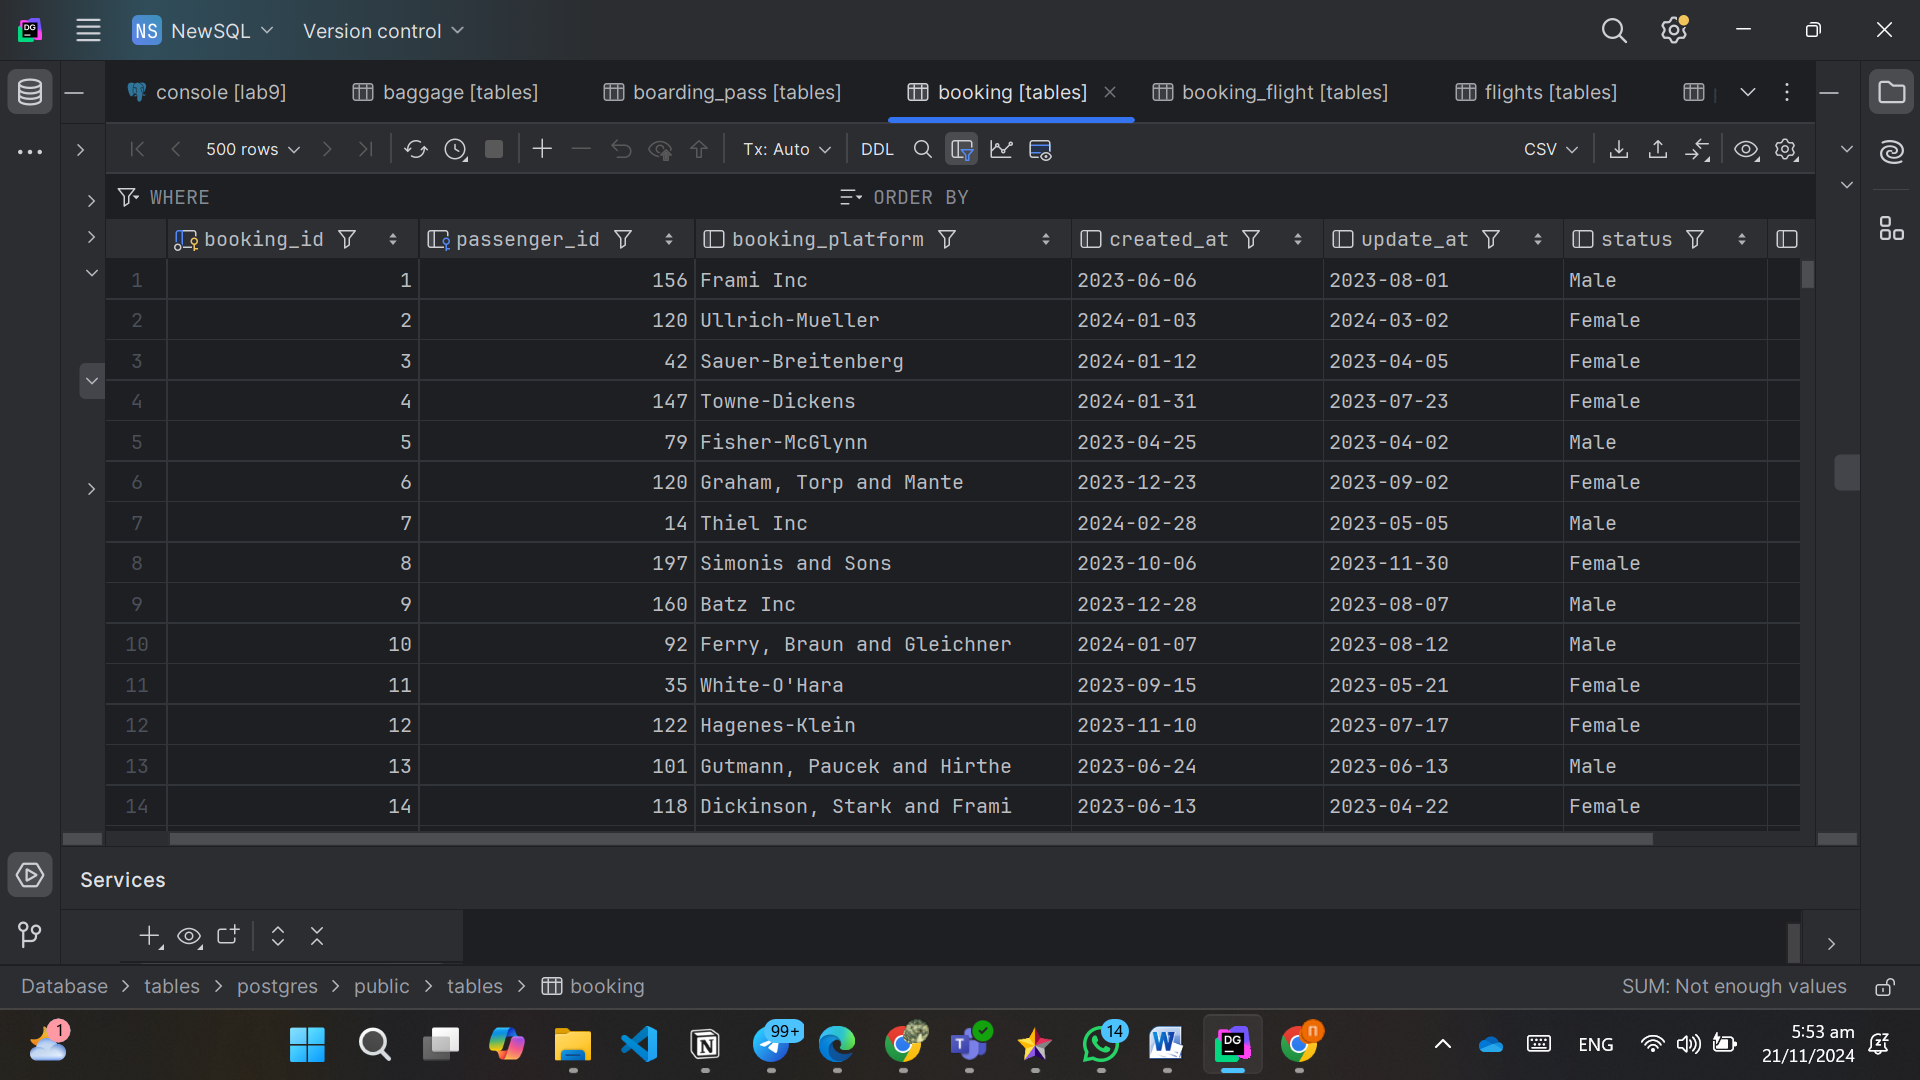 NS NewSQL Version control
console [lab9] baggage [tables] boarding_pass [tables] booking [tables] booking_flight [tables] flights [tables]
500 rows Tx: Auto DDL CSV
WHERE ORDER BY
booking_id passenger_id booking_platform created_at update_at status
1 1 156 Frami Inc 2023-06-06 2023-08-01 Male
2 2 120 Ullrich-Mueller 2024-01-03 2024-03-02 Female
3 3 42 Sauer-Breitenberg 2024-01-12 2023-04-05 Female
4 4 147 Towne-Dickens 2024-01-31 2023-07-23 Female
5 5 79 Fisher-McGlynn 2023-04-25 2023-04-02 Male
6 6 120 Graham, Torp and Mante 2023-12-23 2023-09-02 Female
7 7 14 Thiel Inc 2024-02-28 2023-05-05 Male
8 8 197 Simonis and Sons 2023-10-06 2023-11-30 Female
9 9 160 Batz Inc 2023-12-28 2023-08-07 Male
10 10 92 Ferry, Braun and Gleichner 2024-01-07 2023-08-12 Male
11 11 35 White-O'Hara 2023-09-15 2023-05-21 Female
12 12 122 Hagenes-Klein 2023-11-10 2023-07-17 Female
13 13 101 Gutmann, Paucek and Hirthe 2023-06-24 2023-06-13 Male
14 14 118 Dickinson, Stark and Frami 2023-06-13 2023-04-22 Female
Services
Database > tables > postgres > public > tables > booking SUM: Not enough values
1 99+ 14 DG ENG 5:53 am
21/11/2024